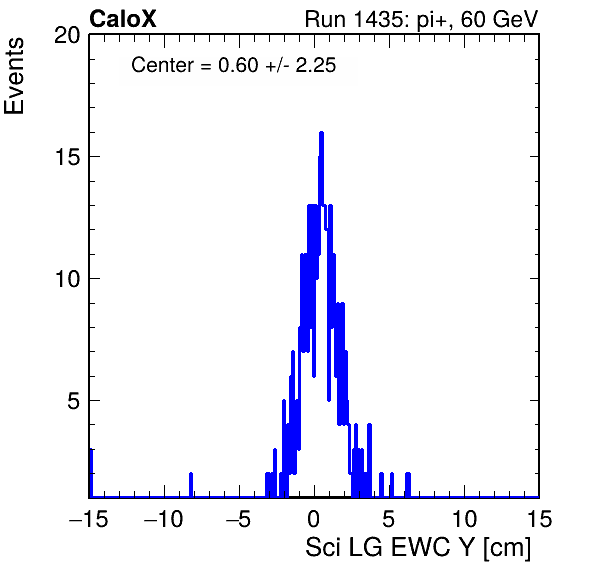 CaloX
Run 1435: pi+, 60 GeV
Events
Center = 0.60 +/- 2.25
20
15
10
5
−15 −10 −5 0 5 10 15
Sci LG EWC Y [cm]